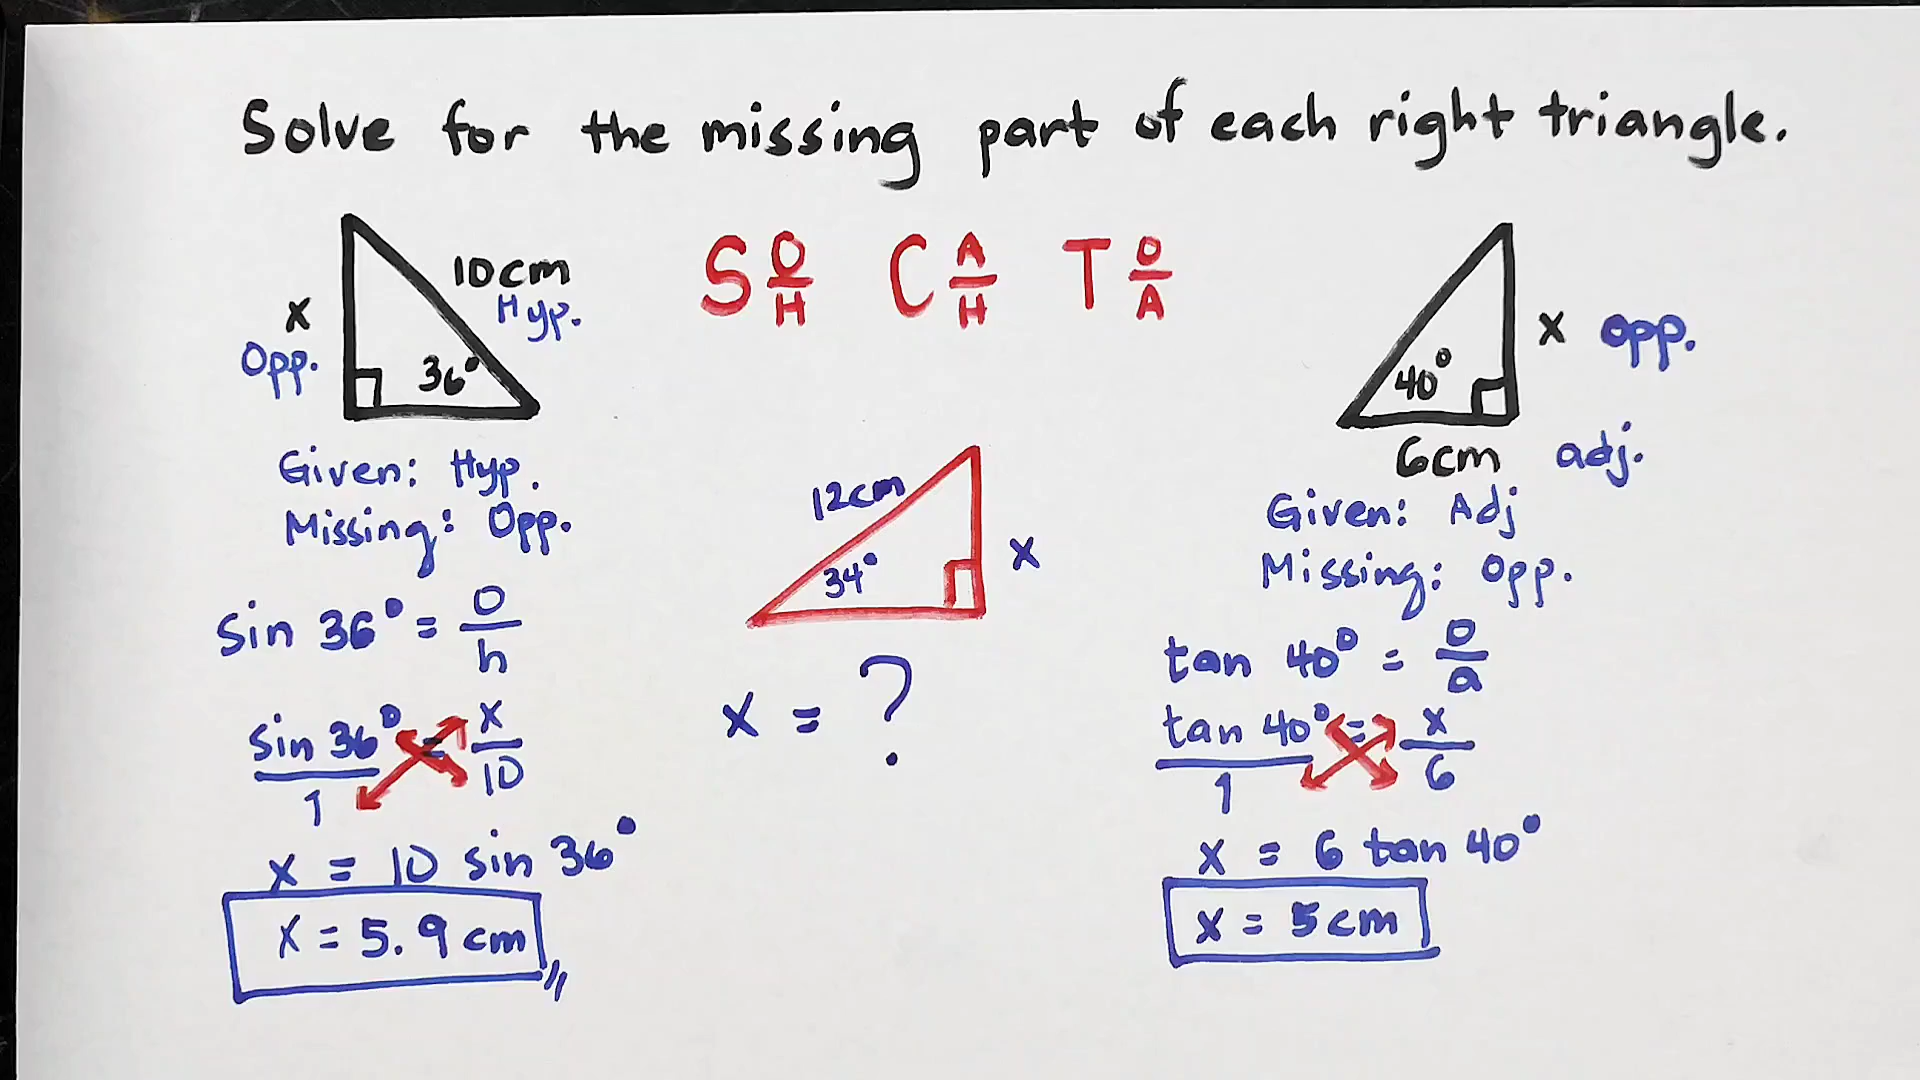 Solve for the missing part of each right triangle.
S O/H C A/H T O/A
10cm
Hyp.
x
Opp.
36°
Given: Hyp.
Missing: Opp.
sin 36° = o/h
sin 36°/1 = x/10
x = 10 sin 36°
x = 5.9 cm
12cm
34°
x
x = ?
40°
x opp.
6cm adj.
Given: Adj
Missing: Opp.
tan 40° = o/a
tan 40°/1 = x/6
x = 6 tan 40°
x = 5cm